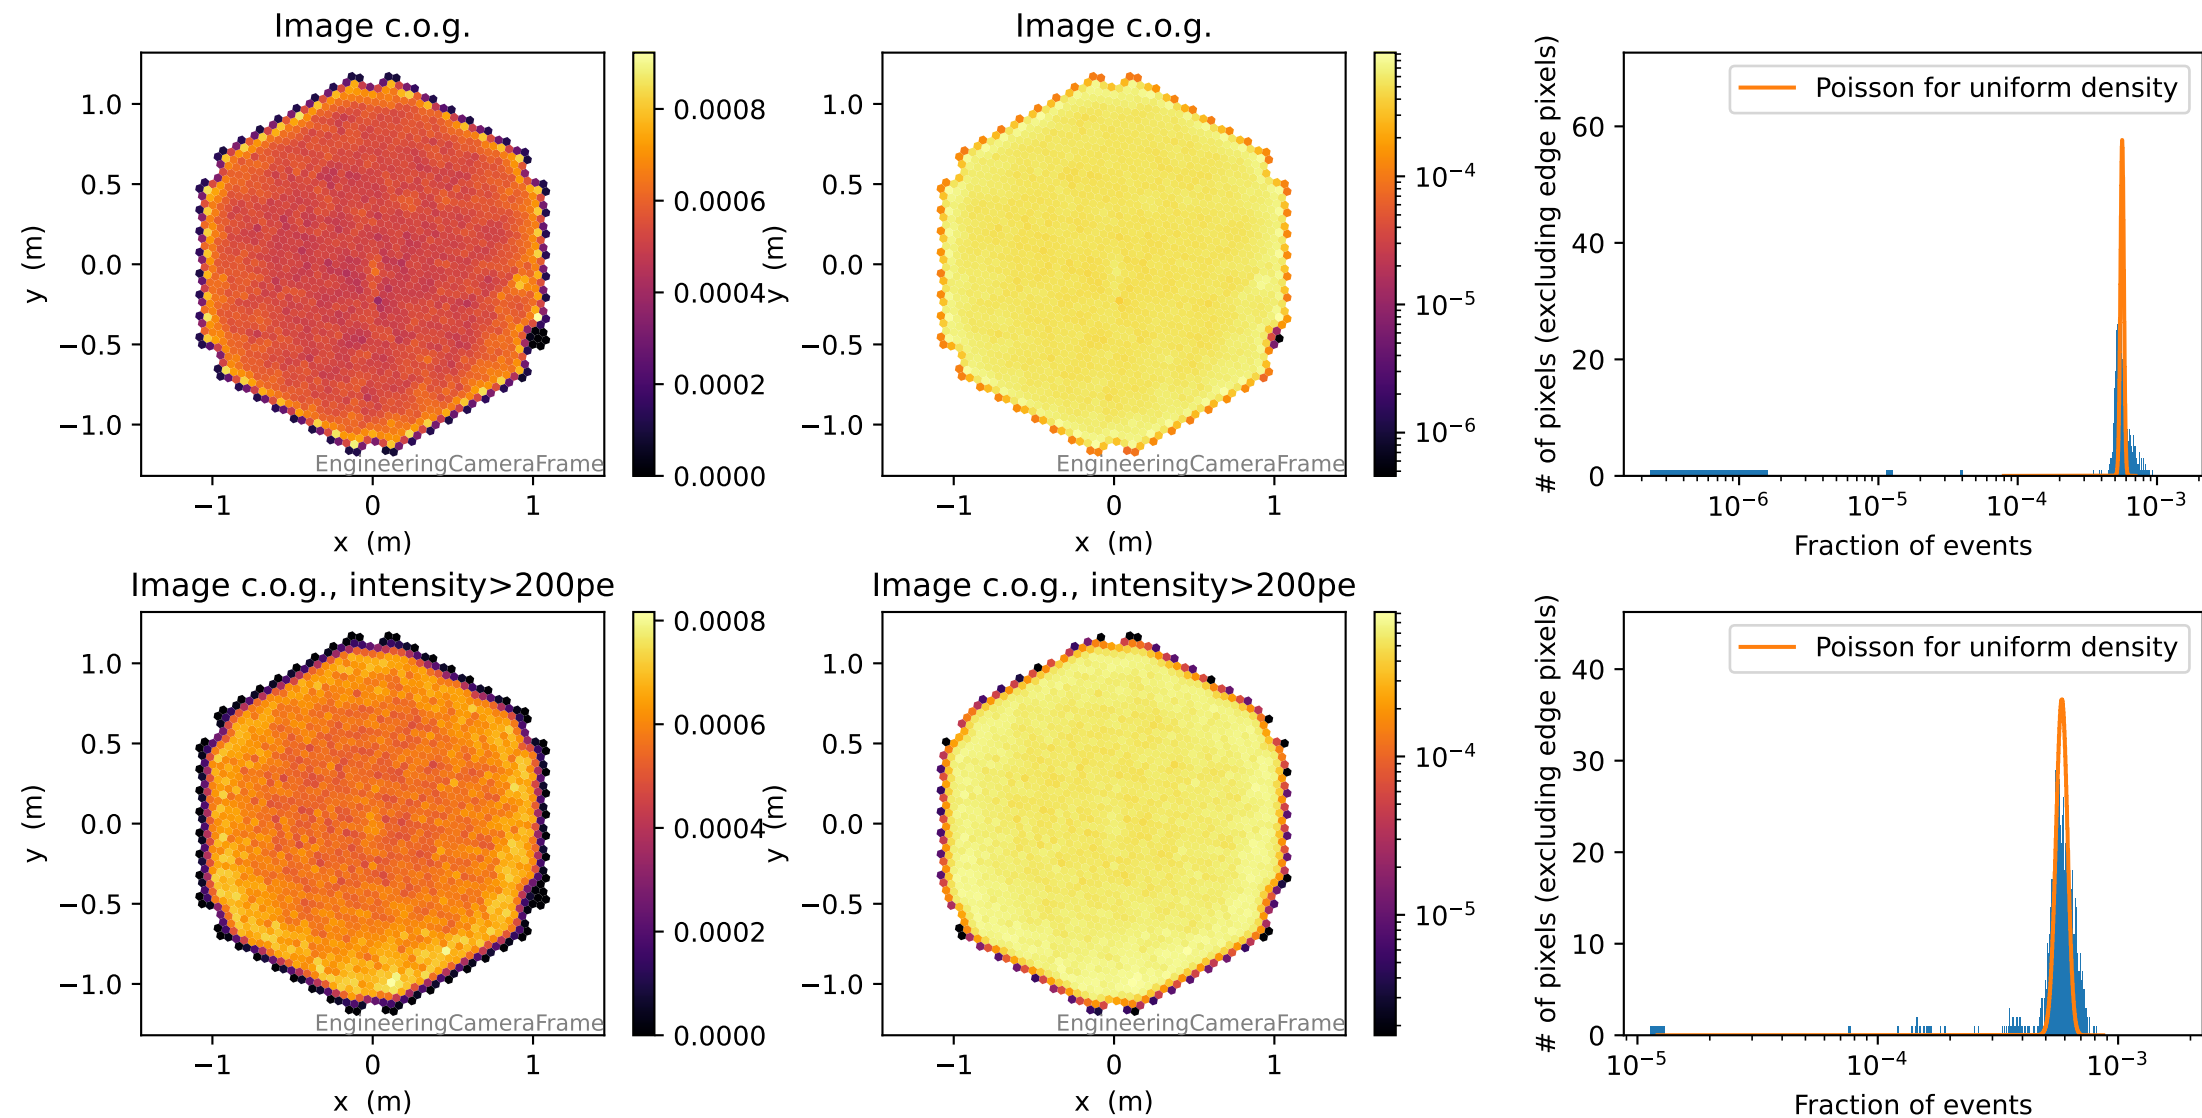 Image c.o.g.
1.0
0.5
0.0
−0.5
−1.0
y (m)
−1
0
1
x (m)
EngineeringCameraFrame
0.0008
0.0006
0.0004
0.0002
0.0000
Image c.o.g.
1.0
0.5
0.0
−0.5
−1.0
y (m)
−1
0
1
x (m)
EngineeringCameraFrame
10⁻⁴
10⁻⁵
10⁻⁶
Poisson for uniform density
# of pixels (excluding edge pixels)
60
40
20
0
10⁻⁶
10⁻⁵
10⁻⁴
10⁻³
Fraction of events
Image c.o.g., intensity>200pe
1.0
0.5
0.0
−0.5
−1.0
y (m)
−1
0
1
x (m)
EngineeringCameraFrame
0.0008
0.0006
0.0004
0.0002
0.0000
Image c.o.g., intensity>200pe
1.0
0.5
0.0
−0.5
−1.0
y (m)
−1
0
1
x (m)
EngineeringCameraFrame
10⁻⁴
10⁻⁵
Poisson for uniform density
# of pixels (excluding edge pixels)
40
30
20
10
0
10⁻⁵
10⁻⁴
10⁻³
Fraction of events